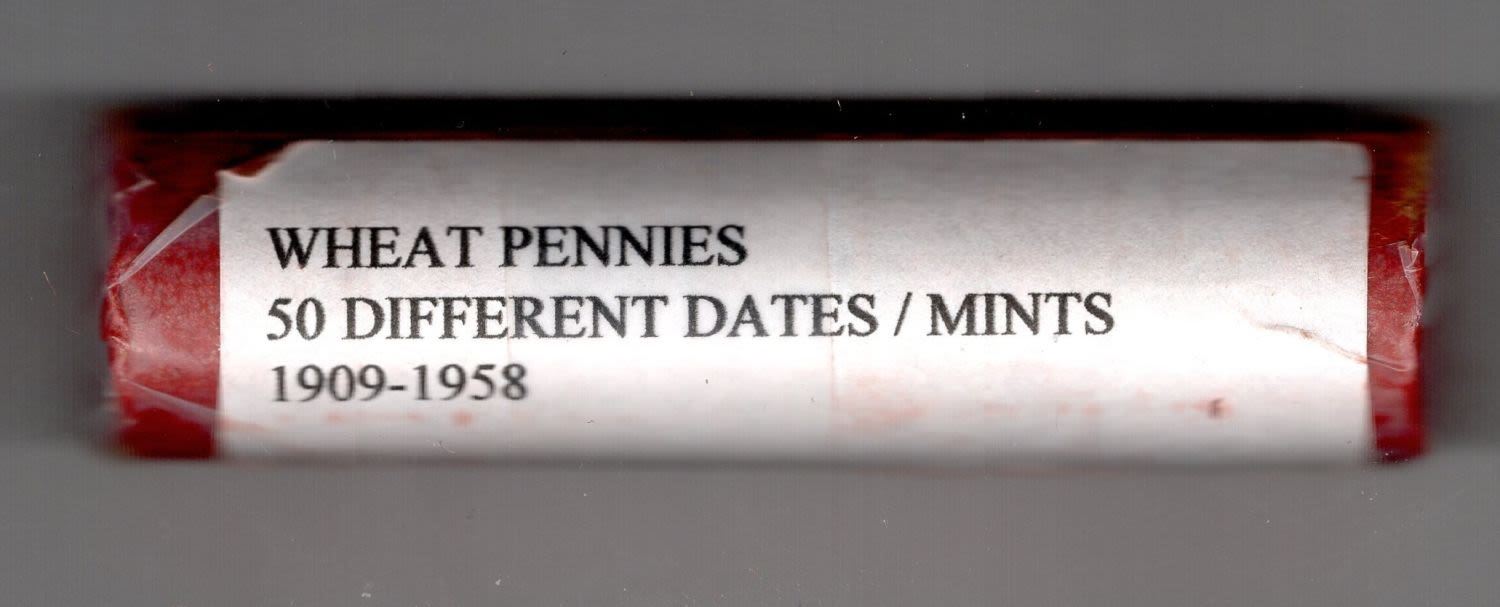 WHEAT PENNIES
50 DIFFERENT DATES / MINTS
1909-1958